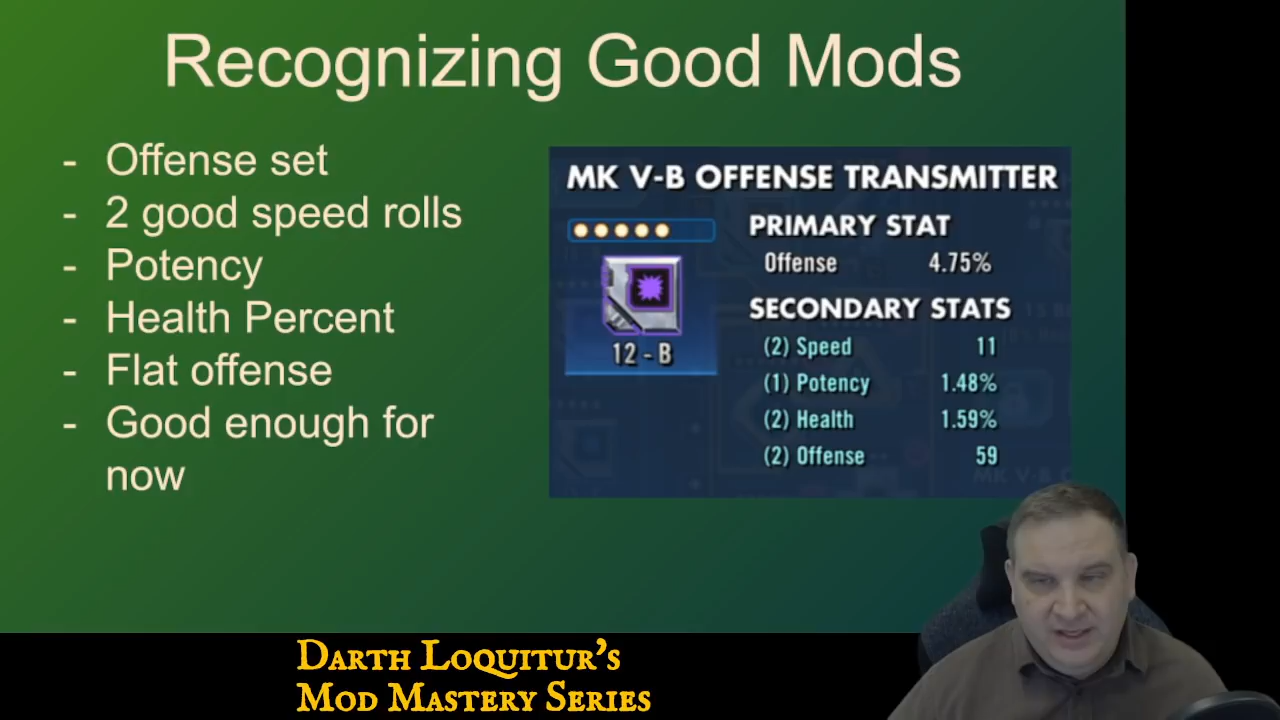 Recognizing Good Mods
- Offense set
- 2 good speed rolls
- Potency
- Health Percent
- Flat offense
- Good enough for
now
MK V-B OFFENSE TRANSMITTER
PRIMARY STAT
Offense 4.75%
SECONDARY STATS
(2) Speed 11
(1) Potency 1.48%
(2) Health 1.59%
(2) Offense 59
12 - B
Darth Loquitur's
Mod Mastery Series